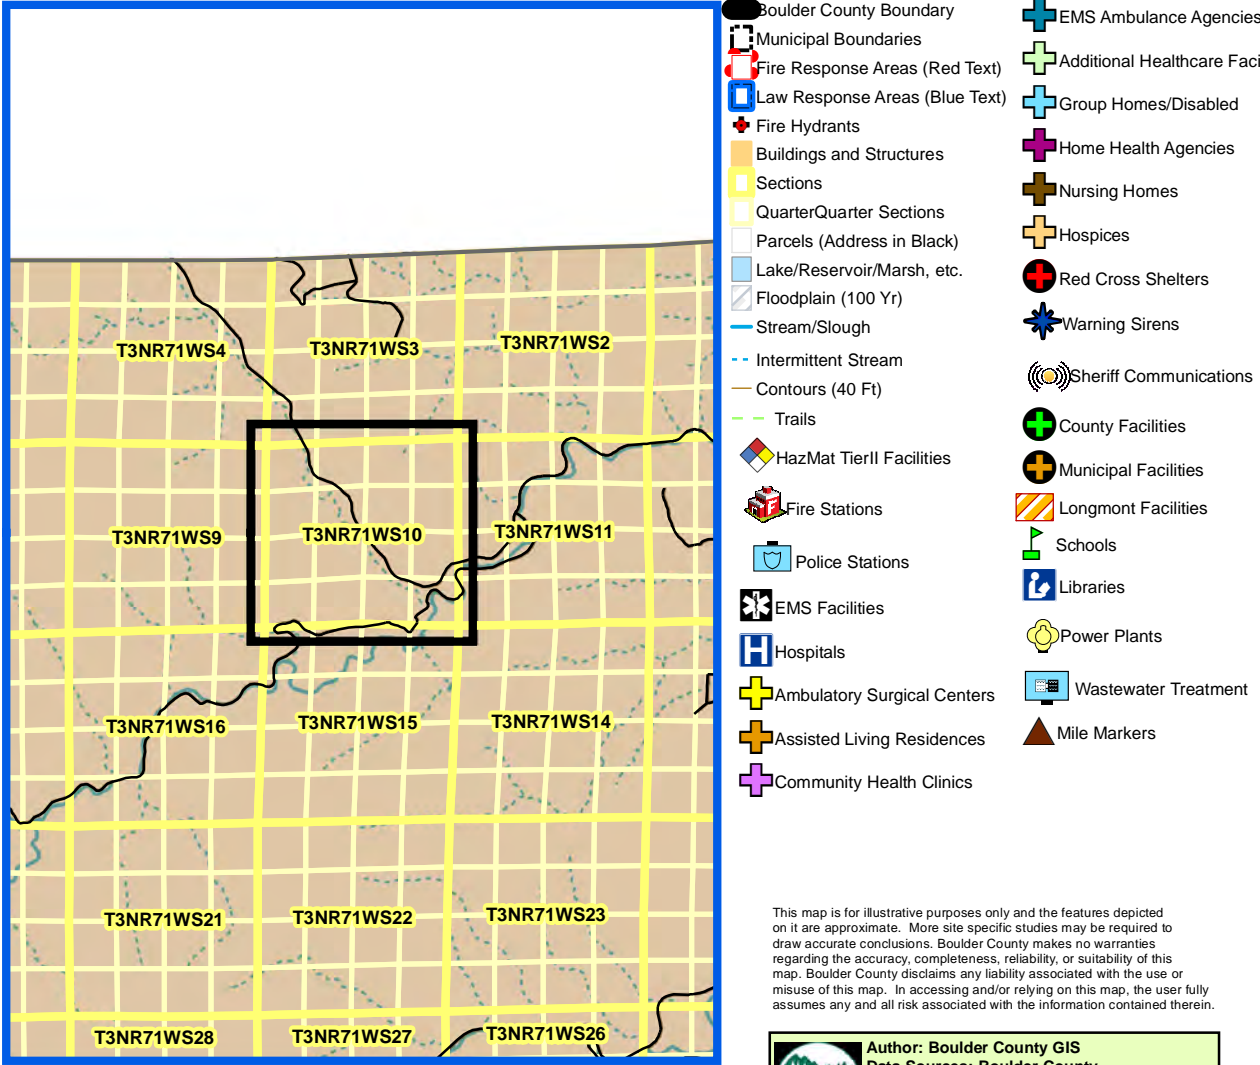 T3NR71WS4
T3NR71WS3
T3NR71WS2
T3NR71WS9
T3NR71WS10
T3NR71WS11
T3NR71WS16
T3NR71WS15
T3NR71WS14
T3NR71WS21
T3NR71WS22
T3NR71WS23
T3NR71WS28
T3NR71WS27
T3NR71WS26
Boulder County Boundary
Municipal Boundaries
Fire Response Areas (Red Text)
Law Response Areas (Blue Text)
Fire Hydrants
Buildings and Structures
Sections
QuarterQuarter Sections
Parcels (Address in Black)
Lake/Reservoir/Marsh, etc.
Floodplain (100 Yr)
Stream/Slough
Intermittent Stream
Contours (40 Ft)
Trails
HazMat TierII Facilities
Fire Stations
Police Stations
EMS Facilities
Hospitals
H
Ambulatory Surgical Centers
Assisted Living Residences
Community Health Clinics
EMS Ambulance Agencies
Additional Healthcare Faci
Group Homes/Disabled
Home Health Agencies
Nursing Homes
Hospices
Red Cross Shelters
Warning Sirens
Sheriff Communications
County Facilities
Municipal Facilities
Longmont Facilities
Schools
Libraries
Power Plants
Wastewater Treatment
Mile Markers
This map is for illustrative purposes only and the features depicted
on it are approximate. More site specific studies may be required to
draw accurate conclusions. Boulder County makes no warranties
regarding the accuracy, completeness, reliability, or suitability of this
map. Boulder County disclaims any liability associated with the use or
misuse of this map. In accessing and/or relying on this map, the user fully
assumes any and all risk associated with the information contained therein.
Author: Boulder County GIS
Data Sources: Boulder County